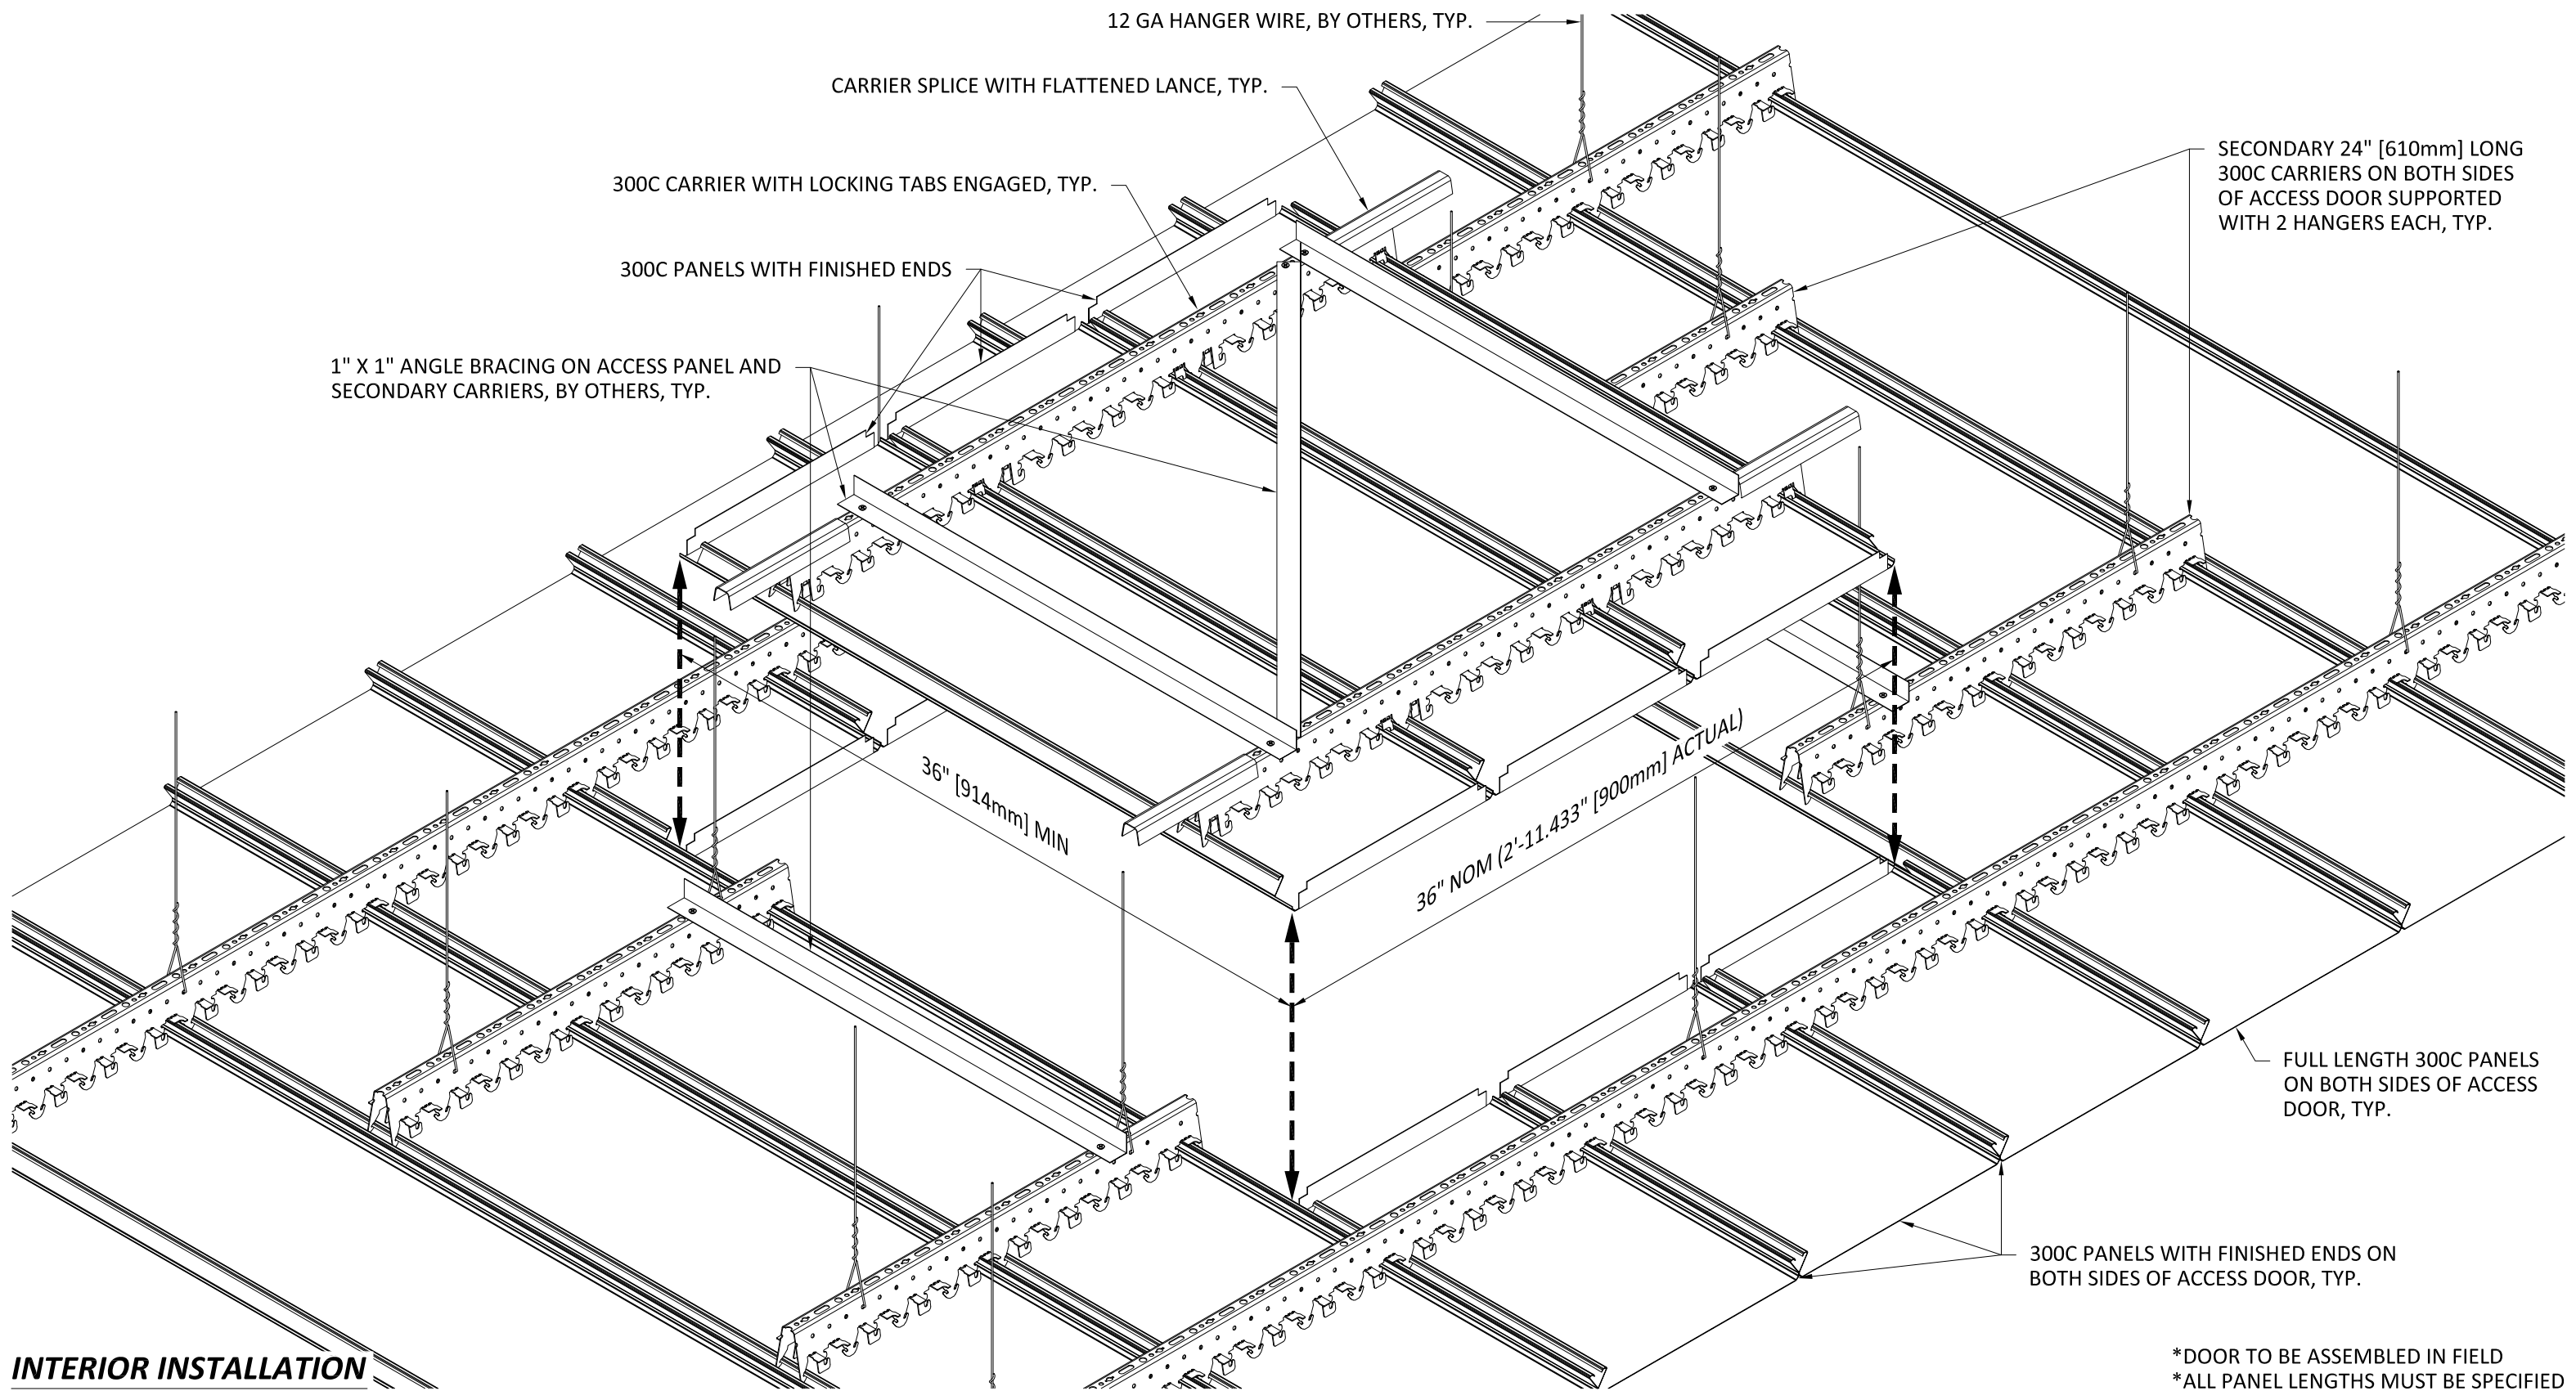 12 GA HANGER WIRE, BY OTHERS, TYP.
CARRIER SPLICE WITH FLATTENED LANCE, TYP.
SECONDARY 24" [610mm] LONG
300C CARRIERS ON BOTH SIDES
OF ACCESS DOOR SUPPORTED
WITH 2 HANGERS EACH, TYP.
300C CARRIER WITH LOCKING TABS ENGAGED, TYP.
300C PANELS WITH FINISHED ENDS
1" X 1" ANGLE BRACING ON ACCESS PANEL AND
SECONDARY CARRIERS, BY OTHERS, TYP.
36" [914mm] MIN
36" NOM (2'-11.433" [900mm] ACTUAL)
FULL LENGTH 300C PANELS
ON BOTH SIDES OF ACCESS
DOOR, TYP.
300C PANELS WITH FINISHED ENDS ON
BOTH SIDES OF ACCESS DOOR, TYP.
INTERIOR INSTALLATION
*DOOR TO BE ASSEMBLED IN FIELD
*ALL PANEL LENGTHS MUST BE SPECIFIED